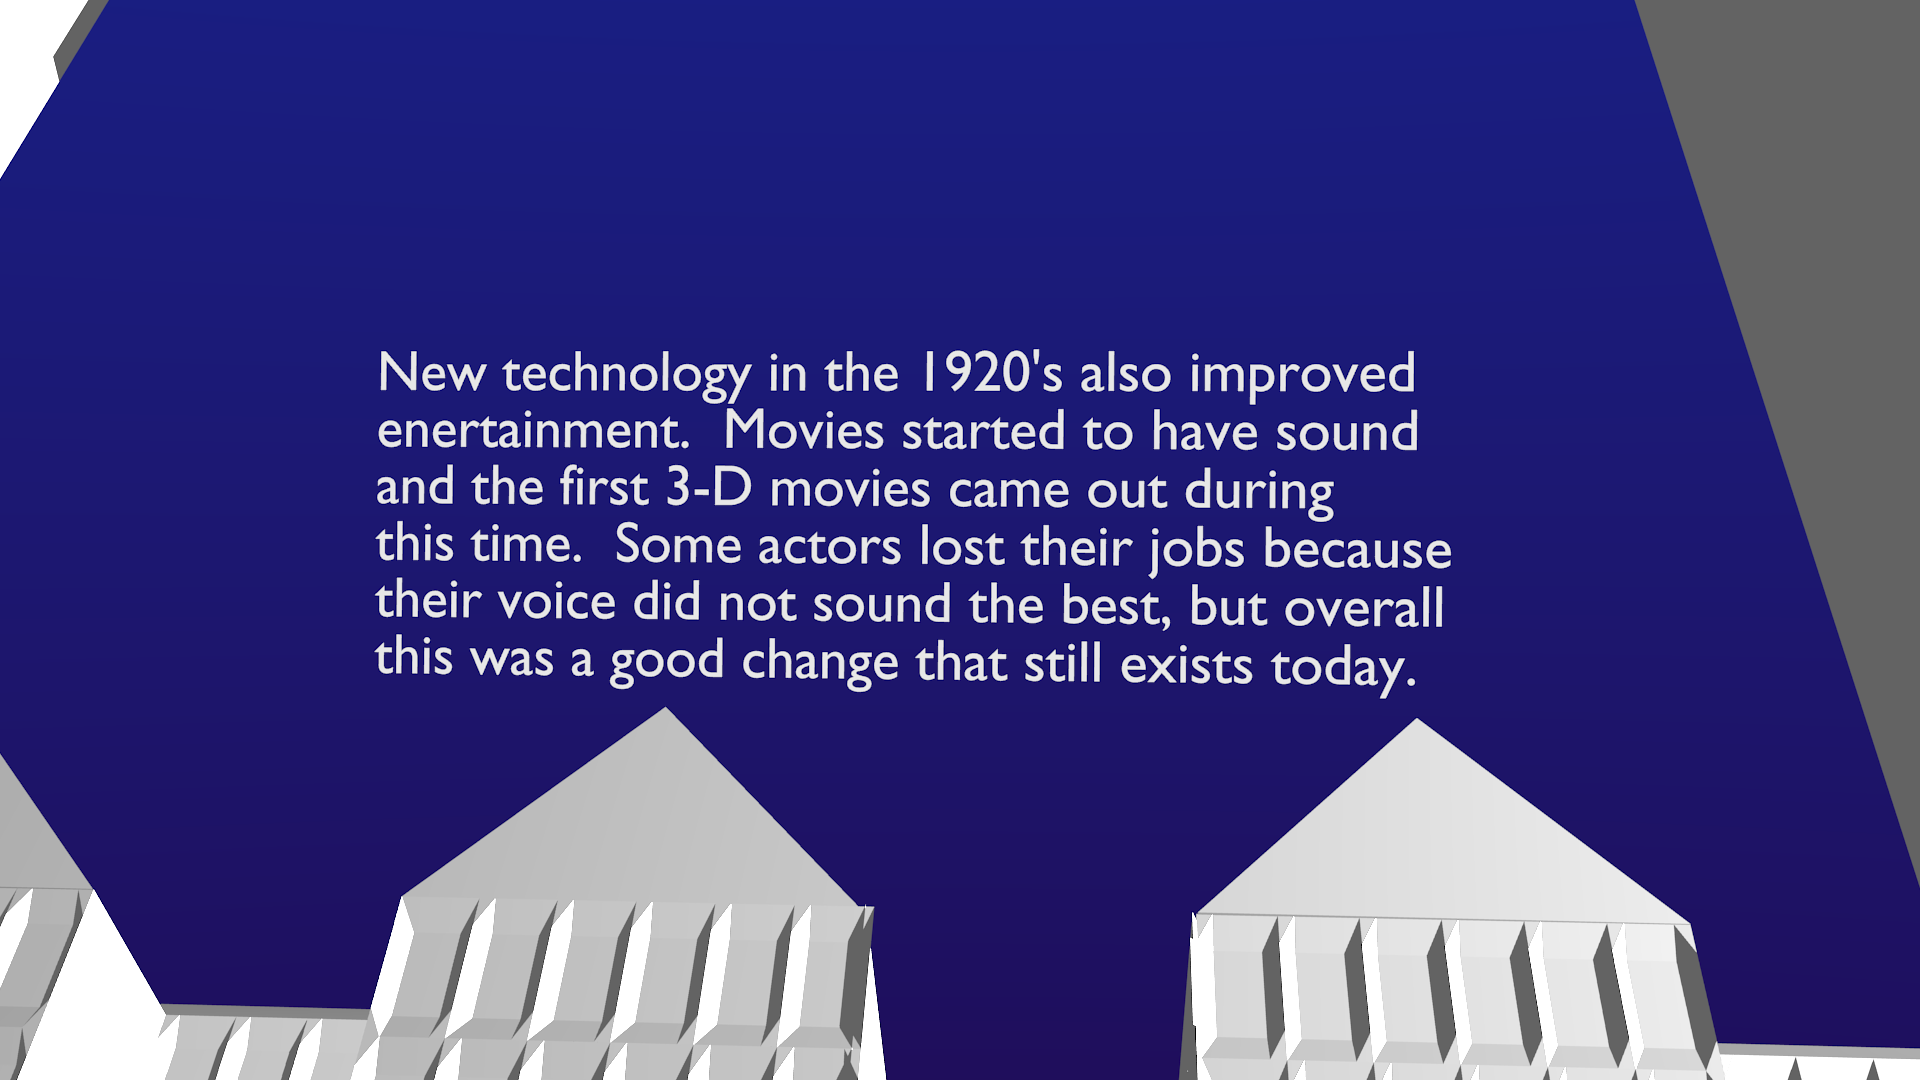 New technology in the 1920's also improved
enertainment.  Movies started to have sound
and the first 3-D movies came out during
this time.  Some actors lost their jobs because
their voice did not sound the best, but overall
this was a good change that still exists today.